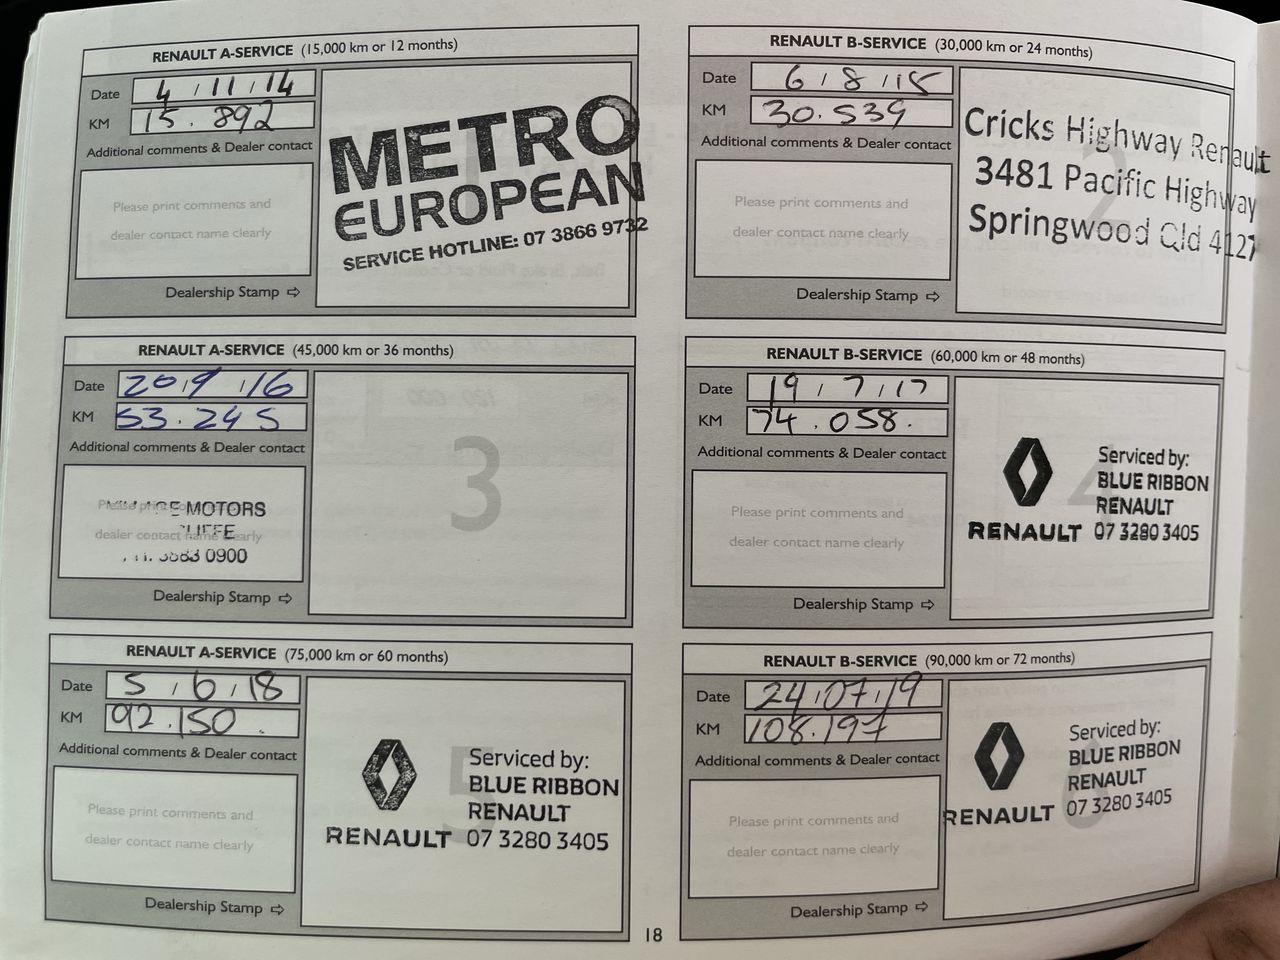 RENAULT A-SERVICE (15,000 km or 12 months)
Date 4 / 11 / 14
KM 15.892
Additional comments & Dealer contact
Please print comments and
dealer contact name clearly
Dealership Stamp ⇨
METRO
EUROPEAN
SERVICE HOTLINE: 07 3866 9732
RENAULT B-SERVICE (30,000 km or 24 months)
Date 6 / 8 / 15
KM 30.539
Additional comments & Dealer contact
Please print comments and
dealer contact name clearly
Dealership Stamp ⇨
2
Cricks Highway Renault
3481 Pacific Highway
Springwood Qld 4127
RENAULT A-SERVICE (45,000 km or 36 months)
Date 20/9/16
KM 53.245
Additional comments & Dealer contact
Please print
dealer contact name clearly
MOTORS
0900
Dealership Stamp ⇨
3
RENAULT B-SERVICE (60,000 km or 48 months)
Date 19 / 7 / 17
KM 74.058.
Additional comments & Dealer contact
Please print comments and
dealer contact name clearly
Dealership Stamp ⇨
4
RENAULT
Serviced by:
BLUE RIBBON
RENAULT
07 3280 3405
RENAULT A-SERVICE (75,000 km or 60 months)
Date 5 / 6 / 18
KM 92.150.
Additional comments & Dealer contact
Please print comments and
dealer contact name clearly
Dealership Stamp ⇨
5
RENAULT
Serviced by:
BLUE RIBBON
RENAULT
07 3280 3405
RENAULT B-SERVICE (90,000 km or 72 months)
Date 24/07/19
KM 108.197
Additional comments & Dealer contact
Please print comments and
dealer contact name clearly
Dealership Stamp ⇨
6
RENAULT
Serviced by:
BLUE RIBBON
RENAULT
07 3280 3405
18